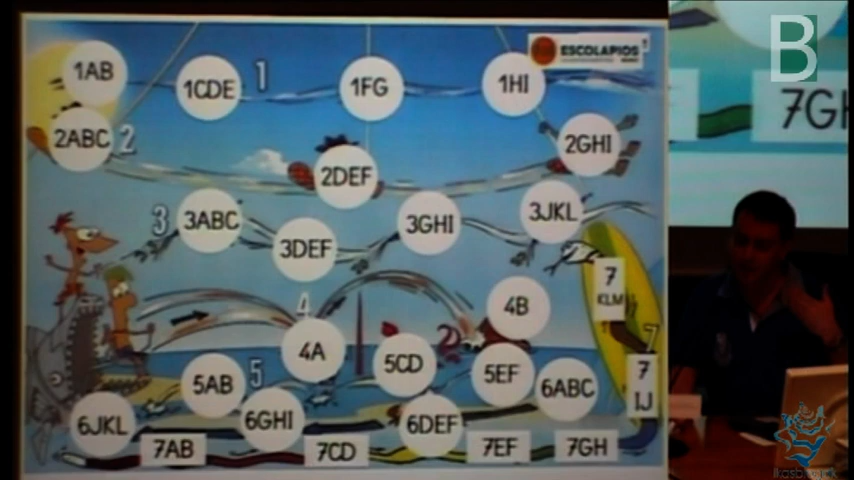 B
ESCOLAPIOS
1AB
1CDE
1
1FG
1HI
7GH
2ABC
2
2DEF
2GHI
3
3ABC
3DEF
3GHI
3JKL
7
KLM
4
4A
4B
7
7
IJ
5AB
5
5CD
5EF
6ABC
6JKL
6GHI
6DEF
7AB
7CD
7EF
7GH